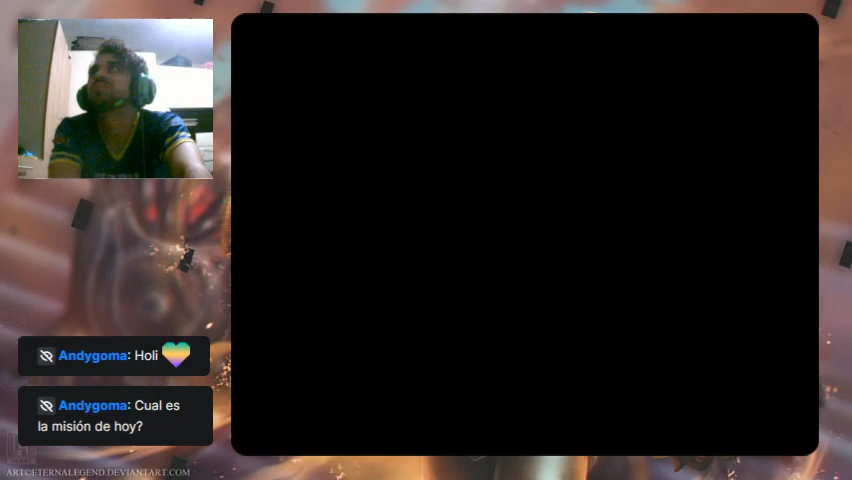 Andygoma: Holi
Andygoma: Cual es
la misión de hoy?
ARTCETERNALEGEND.DEVIANTART.COM